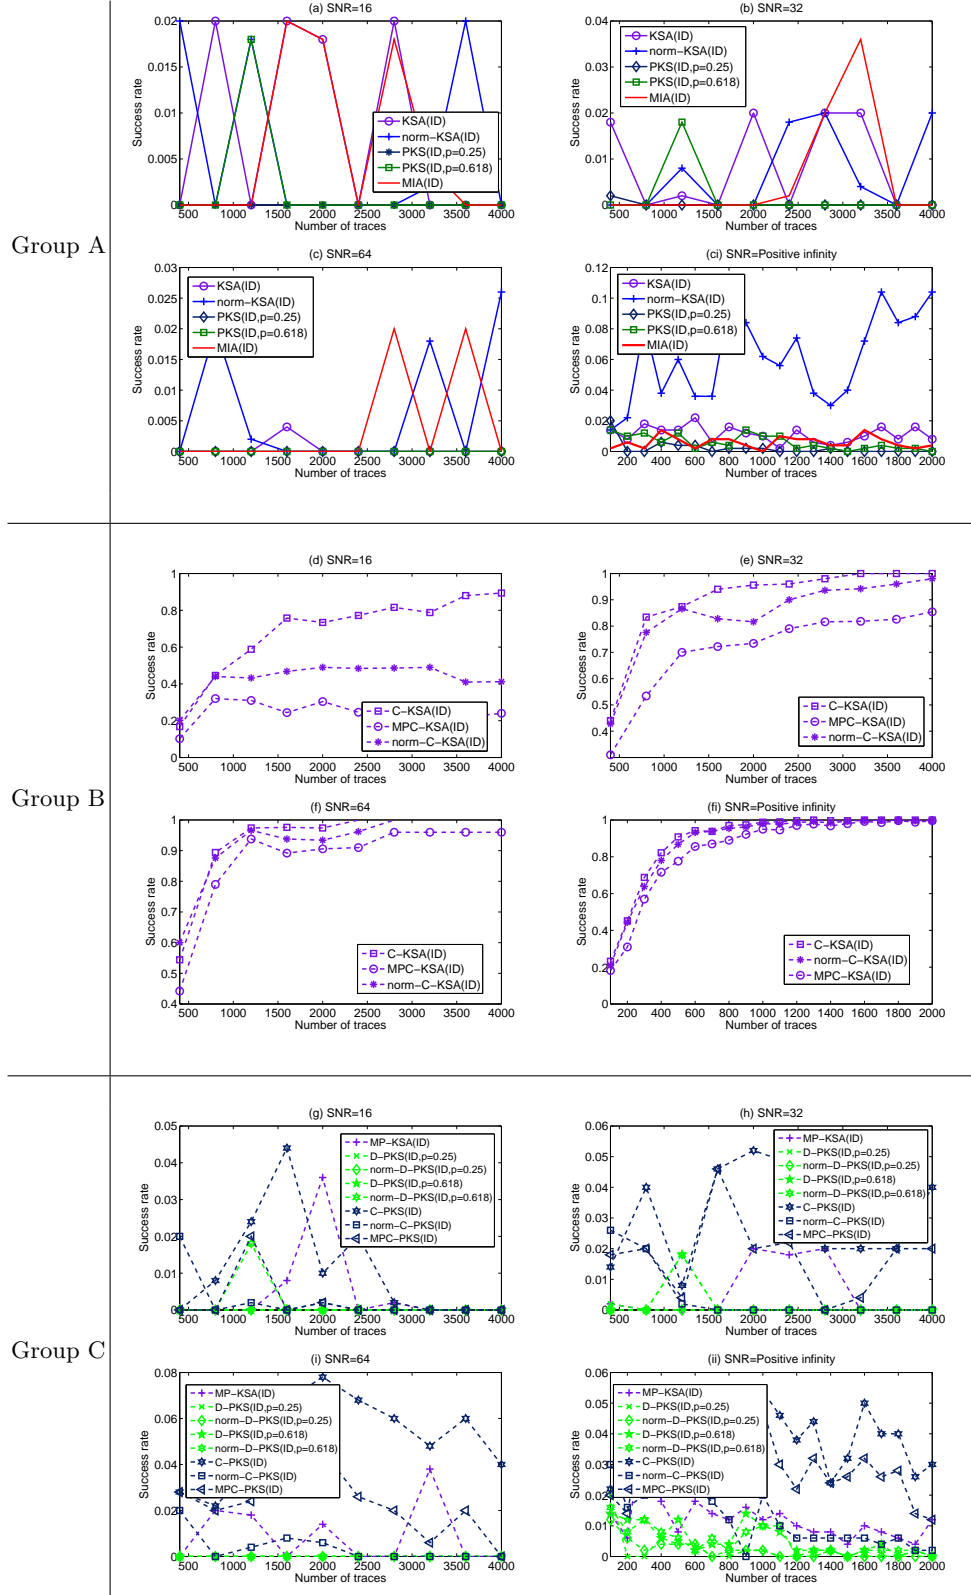 Group A
(a) SNR=16
Success rate
0.02
0.015
0.01
0.005
0
500 1000 1500 2000 2500 3000 3500 4000
Number of traces
KSA(ID)
norm−KSA(ID)
PKS(ID,p=0.25)
PKS(ID,p=0.618)
MIA(ID)
(b) SNR=32
Success rate
0.04
0.03
0.02
0.01
0
500 1000 1500 2000 2500 3000 3500 4000
Number of traces
KSA(ID)
norm−KSA(ID)
PKS(ID,p=0.25)
PKS(ID,p=0.618)
MIA(ID)
(c) SNR=64
Success rate
0.03
0.025
0.02
0.015
0.01
0.005
0
500 1000 1500 2000 2500 3000 3500 4000
Number of traces
KSA(ID)
norm−KSA(ID)
PKS(ID,p=0.25)
PKS(ID,p=0.618)
MIA(ID)
(ci) SNR=Positive infinity
Success rate
0.12
0.1
0.08
0.06
0.04
0.02
0
200 400 600 800 1000 1200 1400 1600 1800 2000
Number of traces
KSA(ID)
norm−KSA(ID)
PKS(ID,p=0.25)
PKS(ID,p=0.618)
MIA(ID)
Group B
(d) SNR=16
Success rate
1
0.8
0.6
0.4
0.2
0
500 1000 1500 2000 2500 3000 3500 4000
Number of traces
C−KSA(ID)
MPC−KSA(ID)
norm−C−KSA(ID)
(e) SNR=32
Success rate
1
0.9
0.8
0.7
0.6
0.5
0.4
500 1000 1500 2000 2500 3000 3500 4000
Number of traces
C−KSA(ID)
MPC−KSA(ID)
norm−C−KSA(ID)
(f) SNR=64
Success rate
1
0.9
0.8
0.7
0.6
0.5
0.4
500 1000 1500 2000 2500 3000 3500 4000
Number of traces
C−KSA(ID)
MPC−KSA(ID)
norm−C−KSA(ID)
(fi) SNR=Positive infinity
Success rate
1
0.8
0.6
0.4
0.2
0
200 400 600 800 1000 1200 1400 1600 1800 2000
Number of traces
C−KSA(ID)
norm−C−KSA(ID)
MPC−KSA(ID)
Group C
(g) SNR=16
Success rate
0.05
0.04
0.03
0.02
0.01
0
500 1000 1500 2000 2500 3000 3500 4000
Number of traces
MP−KSA(ID)
D−PKS(ID,p=0.25)
norm−D−PKS(ID,p=0.25)
D−PKS(ID,p=0.618)
norm−D−PKS(ID,p=0.618)
C−PKS(ID)
norm−C−PKS(ID)
MPC−PKS(ID)
(h) SNR=32
Success rate
0.06
0.05
0.04
0.03
0.02
0.01
0
500 1000 1500 2000 2500 3000 3500 4000
Number of traces
MP−KSA(ID)
D−PKS(ID,p=0.25)
norm−D−PKS(ID,p=0.25)
D−PKS(ID,p=0.618)
norm−D−PKS(ID,p=0.618)
C−PKS(ID)
norm−C−PKS(ID)
MPC−PKS(ID)
(i) SNR=64
Success rate
0.08
0.06
0.04
0.02
0
500 1000 1500 2000 2500 3000 3500 4000
Number of traces
MP−KSA(ID)
D−PKS(ID,p=0.25)
norm−D−PKS(ID,p=0.25)
D−PKS(ID,p=0.618)
norm−D−PKS(ID,p=0.618)
C−PKS(ID)
norm−C−PKS(ID)
MPC−PKS(ID)
(ii) SNR=Positive infinity
Success rate
0.06
0.05
0.04
0.03
0.02
0.01
0
200 400 600 800 1000 1200 1400 1600 1800 2000
Number of traces
MP−KSA(ID)
D−PKS(ID,p=0.25)
norm−D−PKS(ID,p=0.25)
D−PKS(ID,p=0.618)
norm−D−PKS(ID,p=0.618)
C−PKS(ID)
norm−C−PKS(ID)
MPC−PKS(ID)